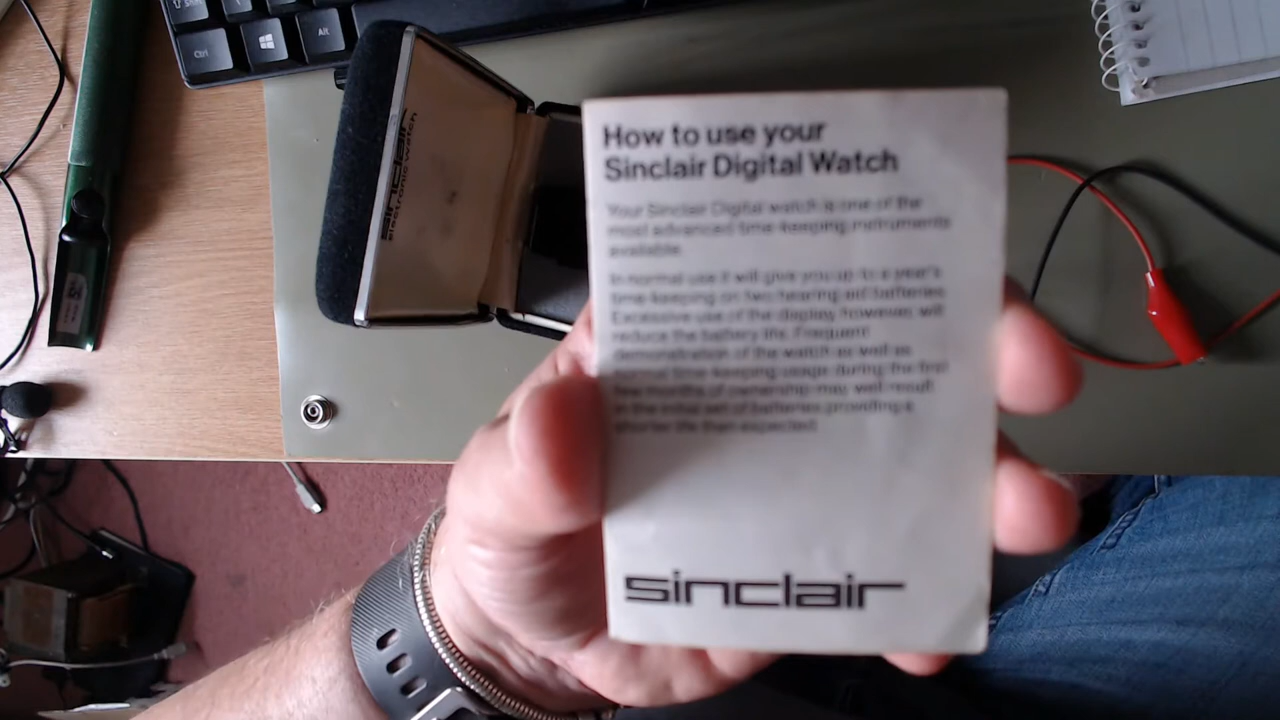 Ctrl
Alt
sinclair
electronic watch
How to use your
Sinclair Digital Watch
Your Sinclair Digital watch is one of the
most advanced time-keeping instruments
available.
In normal use it will give you up to a year's
time-keeping on two hearing aid batteries.
Excessive use of the display, however, will
reduce the battery life. Frequent
demonstration of the watch as well as
normal time-keeping usage during the first
few months of ownership may well result
in the initial set of batteries providing a
shorter life than expected.
sinclair